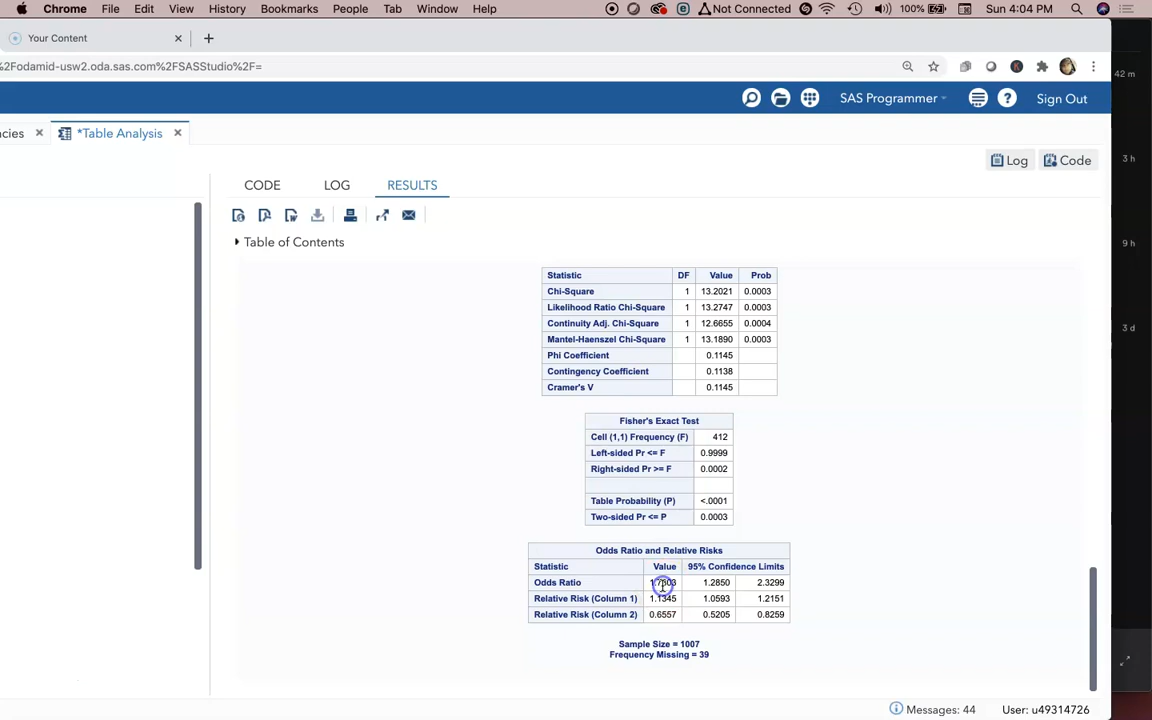 Chrome File Edit View History Bookmarks People Tab Window Help Not Connected 100% Sun 4:04 PM
Your Content
%2Fodamid-usw2.oda.sas.com%2FSASStudio%2F=
42 m
SAS Programmer Sign Out
cies *Table Analysis
Log Code
3 h
CODE LOG RESULTS
Table of Contents
9 h
Statistic DF Value Prob
Chi-Square 1 13.2021 0.0003
Likelihood Ratio Chi-Square 1 13.2747 0.0003
Continuity Adj. Chi-Square 1 12.6655 0.0004
3 d
Mantel-Haenszel Chi-Square 1 13.1890 0.0003
Phi Coefficient 0.1145
Contingency Coefficient 0.1138
Cramer's V 0.1145
Fisher's Exact Test
Cell (1,1) Frequency (F) 412
Left-sided Pr <= F 0.9999
Right-sided Pr >= F 0.0002
Table Probability (P) <.0001
Two-sided Pr <= P 0.0003
Odds Ratio and Relative Risks
Statistic Value 95% Confidence Limits
Odds Ratio 1.2850 2.3299
Relative Risk (Column 1) 1.1345 1.0593 1.2151
Relative Risk (Column 2) 0.6557 0.5205 0.8259
Sample Size = 1007
Frequency Missing = 39
Messages: 44 User: u49314726